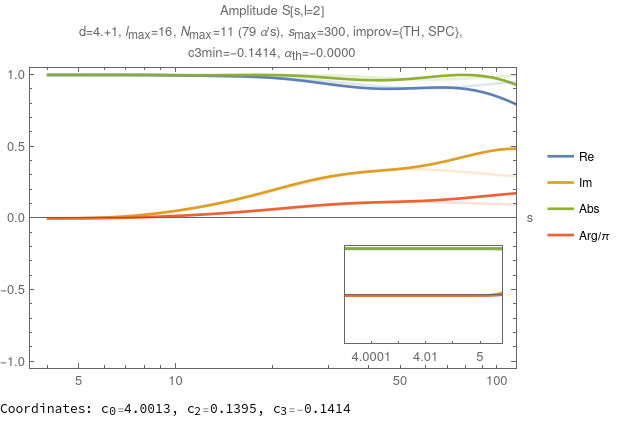 Amplitude S[s,l=2]
d=4.+1, lmax=16, Nmax=11 (79 α's), smax=300, improv={TH, SPC},
c3min=-0.1414, αth=-0.0000
1.0
0.5
0.0
-0.5
-1.0
s
Re
Im
Abs
Arg/π
4.0001 4.01 5
5 10 50 100
Coordinates: c0=4.0013, c2=0.1395, c3=-0.1414